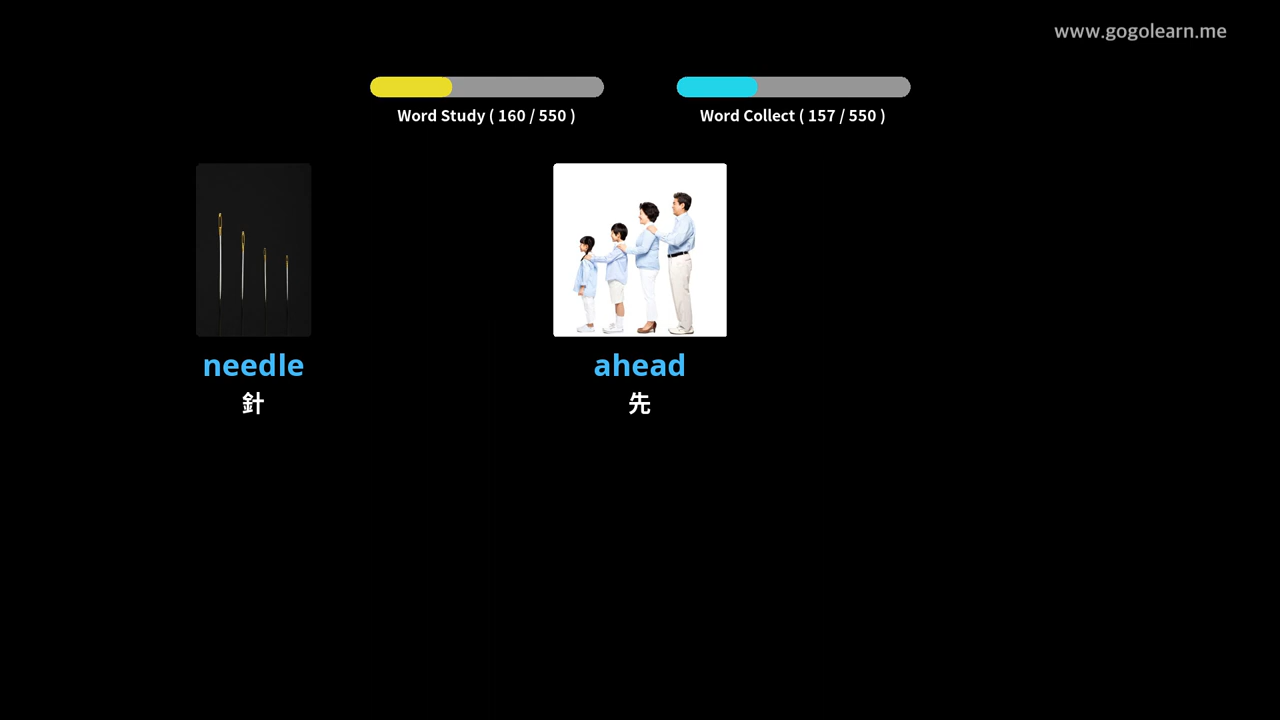 www.gogolearn.me
Word Study ( 160 / 550 )
Word Collect ( 157 / 550 )
needle
針
ahead
先